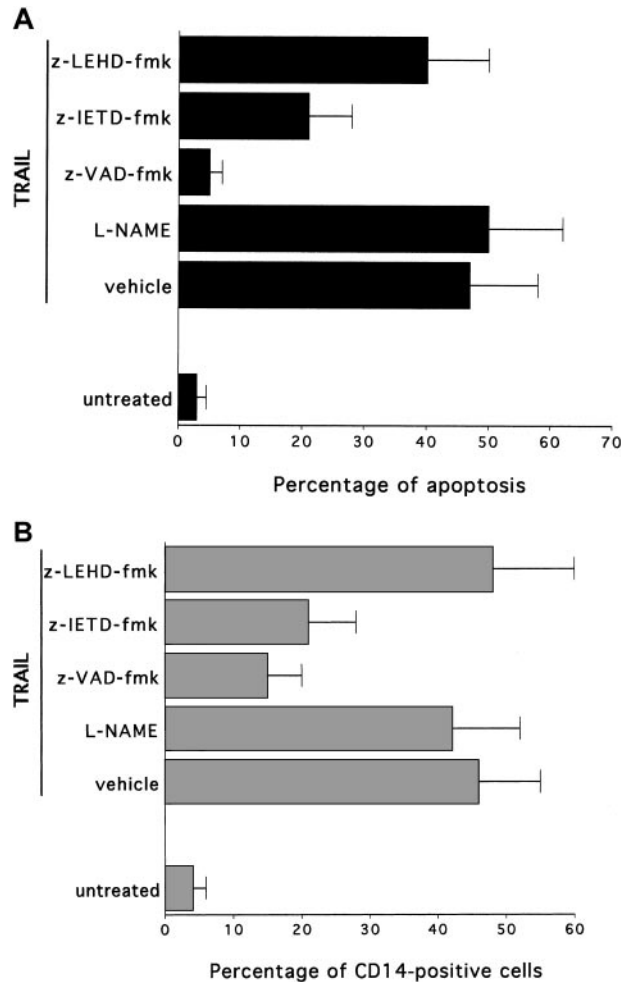 A
TRAIL
z-LEHD-fmk
z-IETD-fmk
z-VAD-fmk
L-NAME
vehicle
untreated
0 10 20 30 40 50 60 70
Percentage of apoptosis
B
TRAIL
z-LEHD-fmk
z-IETD-fmk
z-VAD-fmk
L-NAME
vehicle
untreated
0 10 20 30 40 50 60
Percentage of CD14-positive cells